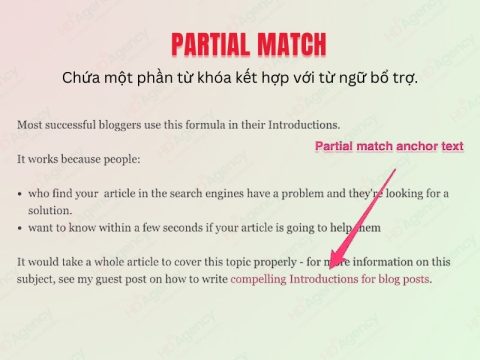 PARTIAL MATCH
Chứa một phần từ khóa kết hợp với từ ngữ bổ trợ.
Most successful bloggers use this formula in their Introductions.
It works because people:
Partial match anchor text
• who find your article in the search engines have a problem and they're looking for a
solution.
• want to know within a few seconds if your article is going to help them
It would take a whole article to cover this topic properly - for more information on this
subject, see my guest post on how to write compelling Introductions for blog posts.